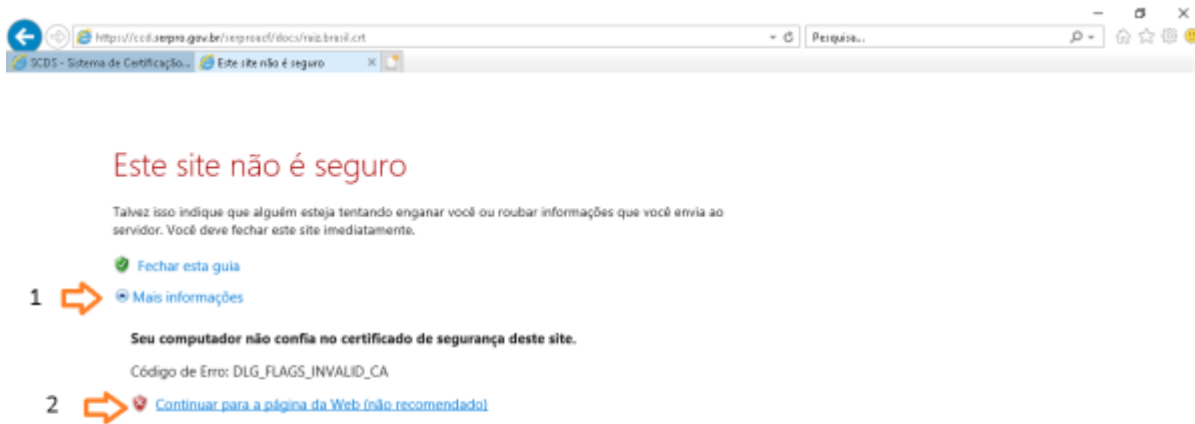 https://ccd.serpro.gov.br/serproacf/docs/raiz.brasil.crt
Pesquisa...
SCDS - Sistema de Certificação...
Este site não é seguro
Este site não é seguro
Talvez isso indique que alguém esteja tentando enganar você ou roubar informações que você envia ao
servidor. Você deve fechar este site imediatamente.
Fechar esta guia
1
Mais informações
Seu computador não confia no certificado de segurança deste site.
Código de Erro: DLG_FLAGS_INVALID_CA
2
Continuar para a página da Web (não recomendado)